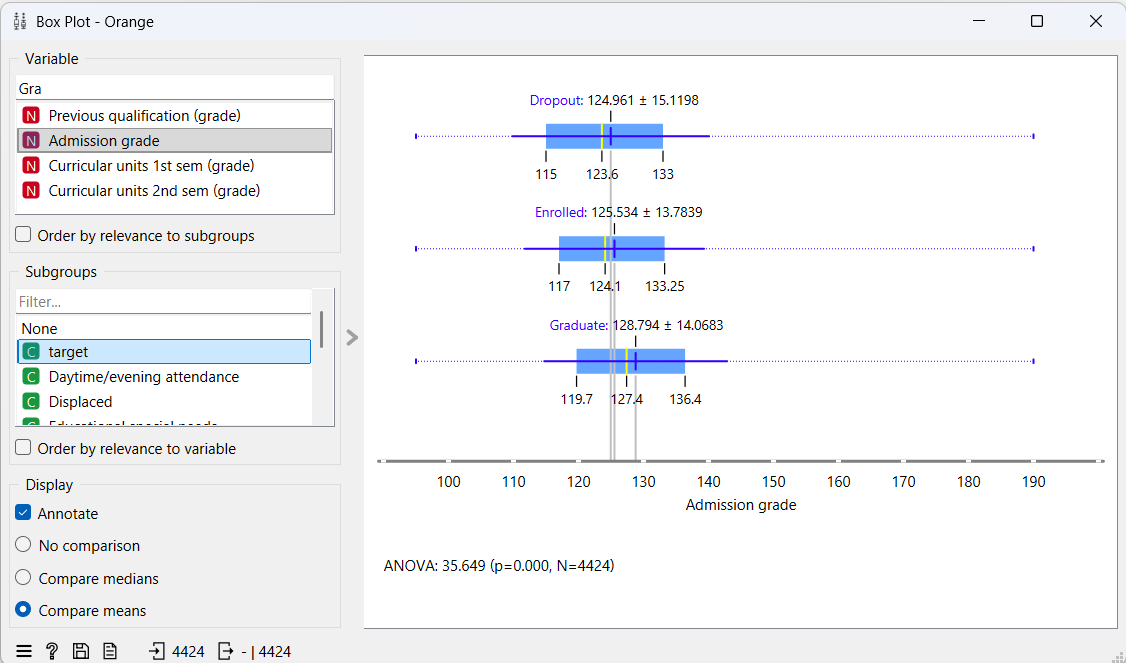 Box Plot - Orange
Variable
Gra
N Previous qualification (grade)
N Admission grade
N Curricular units 1st sem (grade)
N Curricular units 2nd sem (grade)
Order by relevance to subgroups
Subgroups
Filter...
None
C target
C Daytime/evening attendance
C Displaced
C Educational special needs
Order by relevance to variable
Display
Annotate
No comparison
Compare medians
Compare means
4424 - | 4424
Dropout: 124.961 ± 15.1198
115 123.6 133
Enrolled: 125.534 ± 13.7839
117 124.1 133.25
Graduate: 128.794 ± 14.0683
119.7 127.4 136.4
100 110 120 130 140 150 160 170 180 190
Admission grade
ANOVA: 35.649 (p=0.000, N=4424)